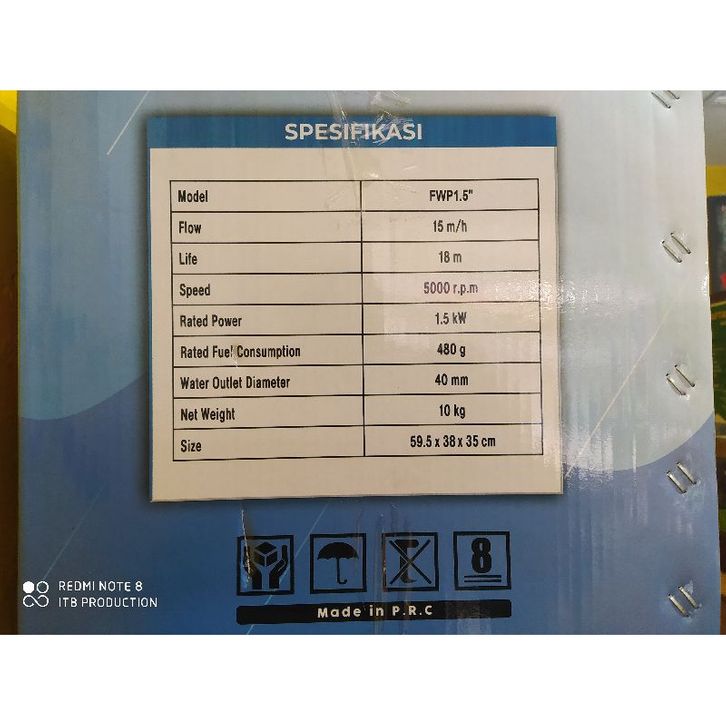 SPESIFIKASI
Model FWP1.5"
Flow 15 m/h
Life 18 m
Speed 5000 r.p.m
Rated Power 1.5 kW
Rated Fuel Consumption 480 g
Water Outlet Diameter 40 mm
Net Weight 10 kg
Size 59.5 x 38 x 35 cm
8
Made in P.R.C
REDMI NOTE 8
ITB PRODUCTION